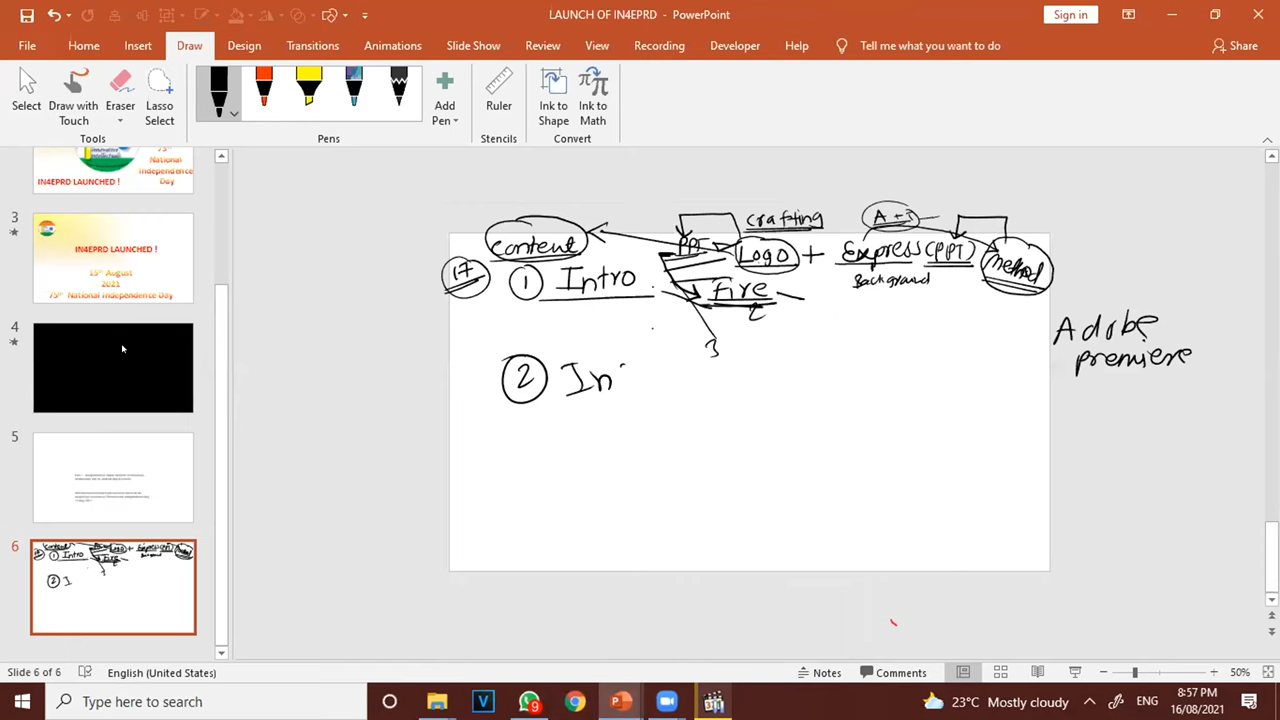 LAUNCH OF IN4EPRD - PowerPoint
Sign in
File Home Insert Draw Design Transitions Animations Slide Show Review View Recording Developer Help Tell me what you want to do Share
Select
Draw with Touch
Eraser
Lasso Select
Add Pen
Ruler
Ink to Shape
Ink to Math
Tools
Pens
Stencils
Convert
IN4EPRD LAUNCHED !
75th
National
Independence
Day
3
IN4EPRD LAUNCHED !
15th August
2021
75th National Independence Day
4
5
6
content
crafting
A + 3
PPT Logo + Express(PPT) method
Background
17
1 Intro
Fire
2
3
Adobe
premiere
2 In
Slide 6 of 6
English (United States)
Notes
Comments
50%
Type here to search
9
23°C Mostly cloudy
ENG
8:57 PM
16/08/2021